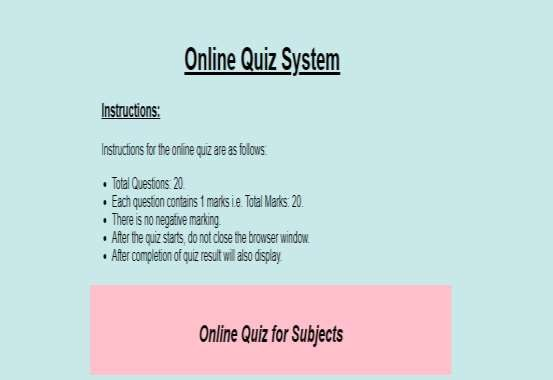 Online Quiz System
Instructions:
Instructions for the online quiz are as follows:
• Total Questions: 20.
• Each question contains 1 marks i.e. Total Marks: 20.
• There is no negative marking.
• After the quiz starts, do not close the browser window.
• After completion of quiz result will also display.
Online Quiz for Subjects